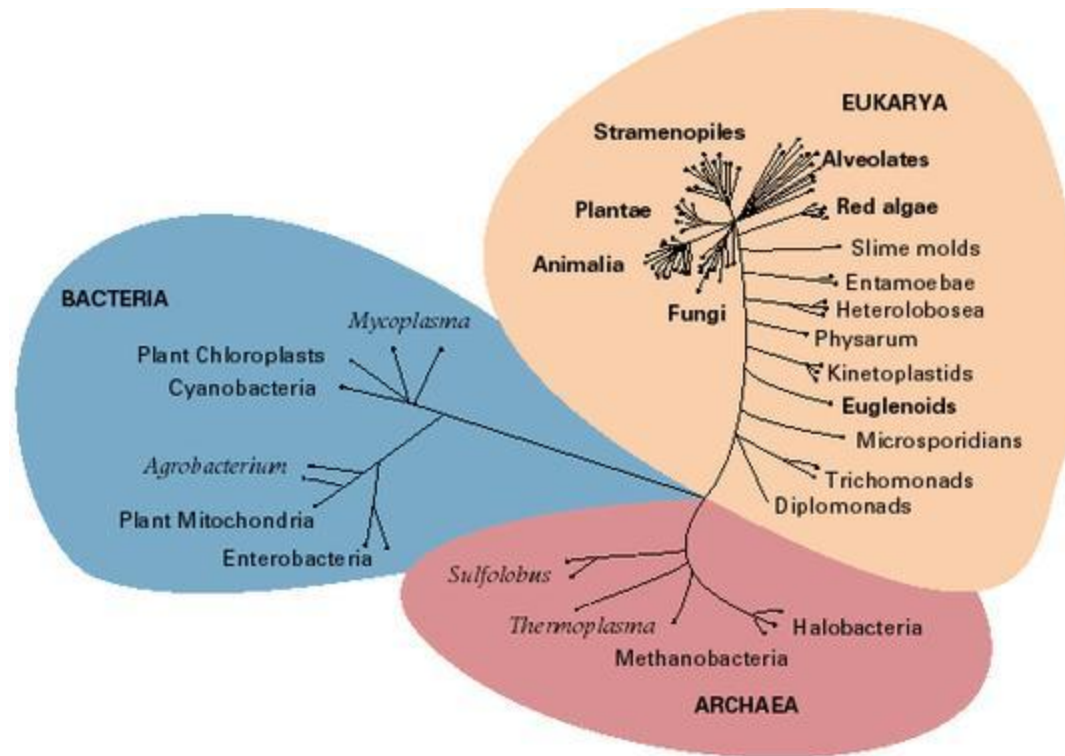 EUKARYA
Stramenopiles
Alveolates
Plantae
Red algae
Slime molds
Animalia
Entamoebae
Heterolobosea
Fungi
Physarum
Kinetoplastids
Euglenoids
Microsporidians
Trichomonads
Diplomonads
BACTERIA
Mycoplasma
Plant Chloroplasts
Cyanobacteria
Agrobacterium
Plant Mitochondria
Enterobacteria
Sulfolobus
Thermoplasma
Halobacteria
Methanobacteria
ARCHAEA